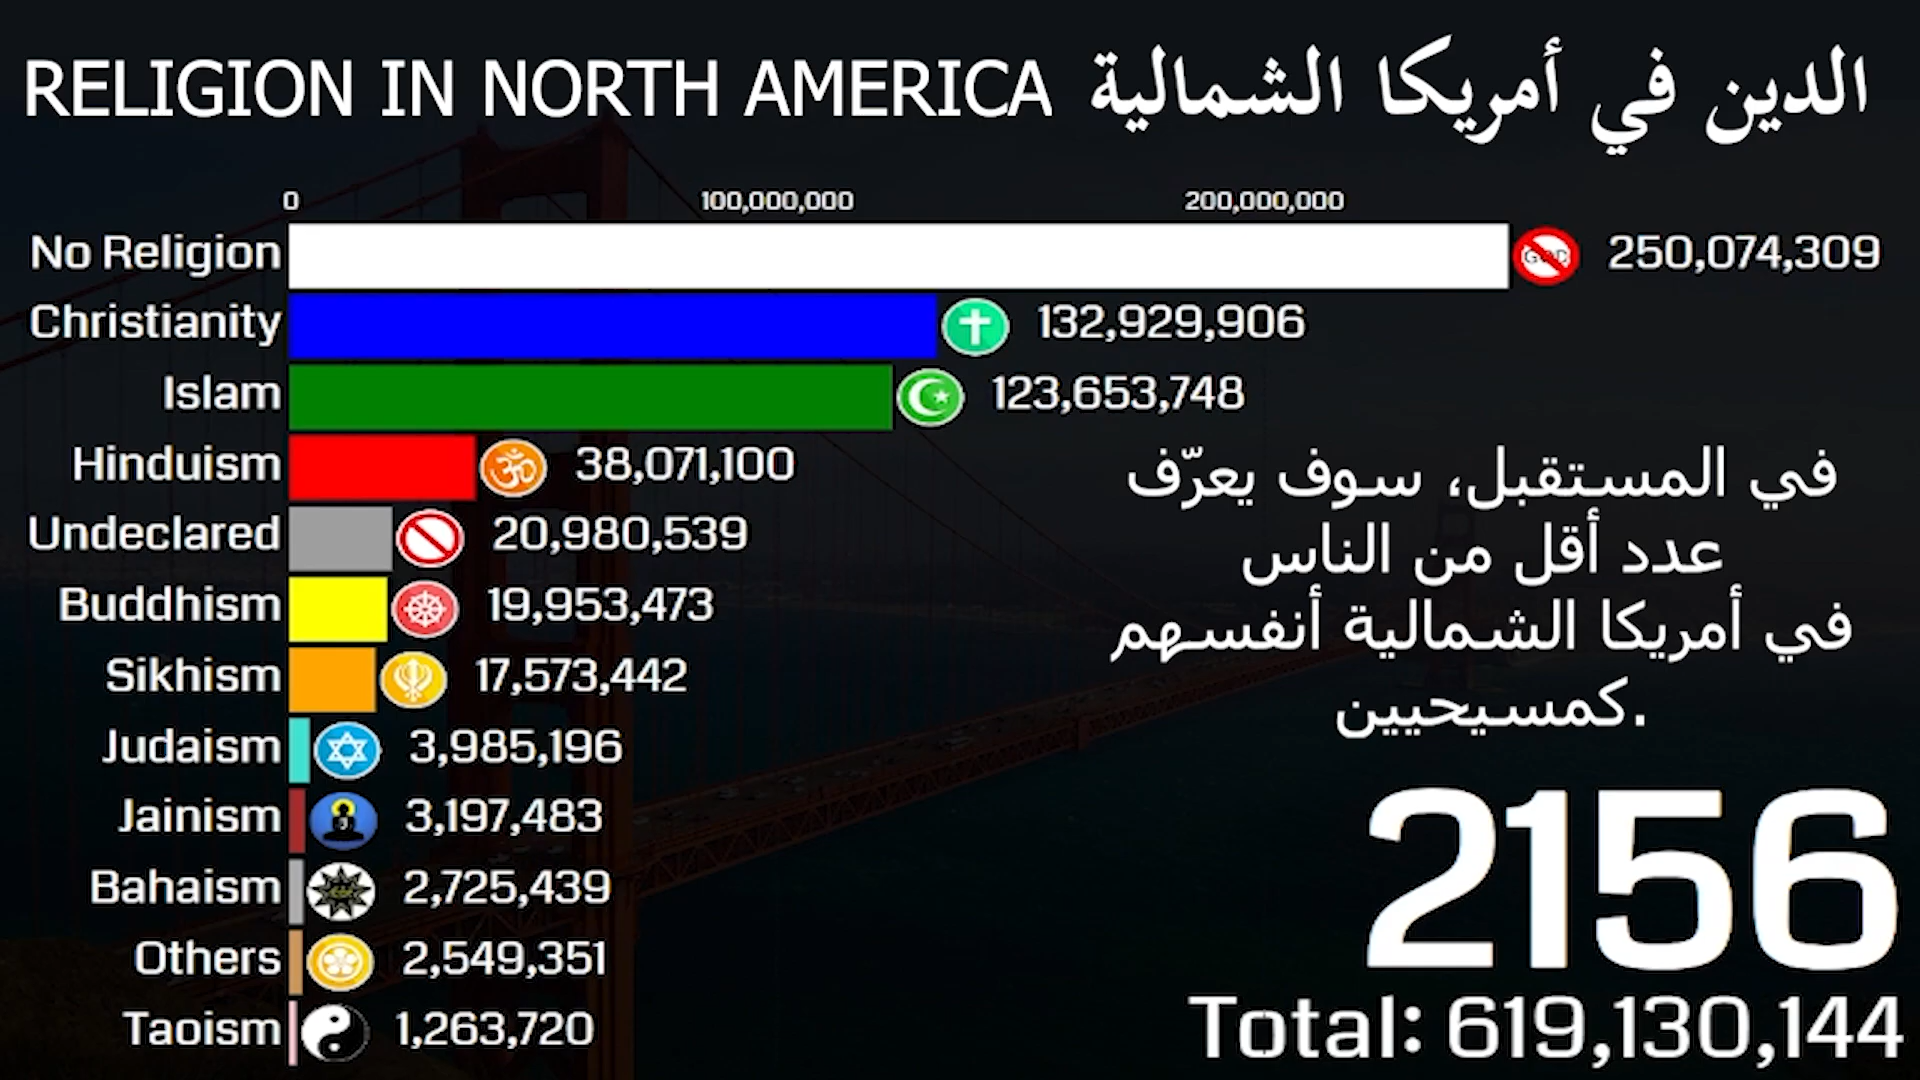 RELIGION IN NORTH AMERICA الدين في أمريكا الشمالية
0 100,000,000 200,000,000
No Religion GOD 250,074,309
Christianity 132,929,906
Islam 123,653,748
Hinduism 38,071,100
Undeclared 20,980,539
Buddhism 19,953,473
Sikhism 17,573,442
Judaism 3,985,196
Jainism 3,197,483
Bahaism 2,725,439
Others 2,549,351
Taoism 1,263,720
في المستقبل، سوف يعرّف
عدد أقل من الناس
في أمريكا الشمالية أنفسهم
.كمسيحيين
2156
Total: 619,130,144